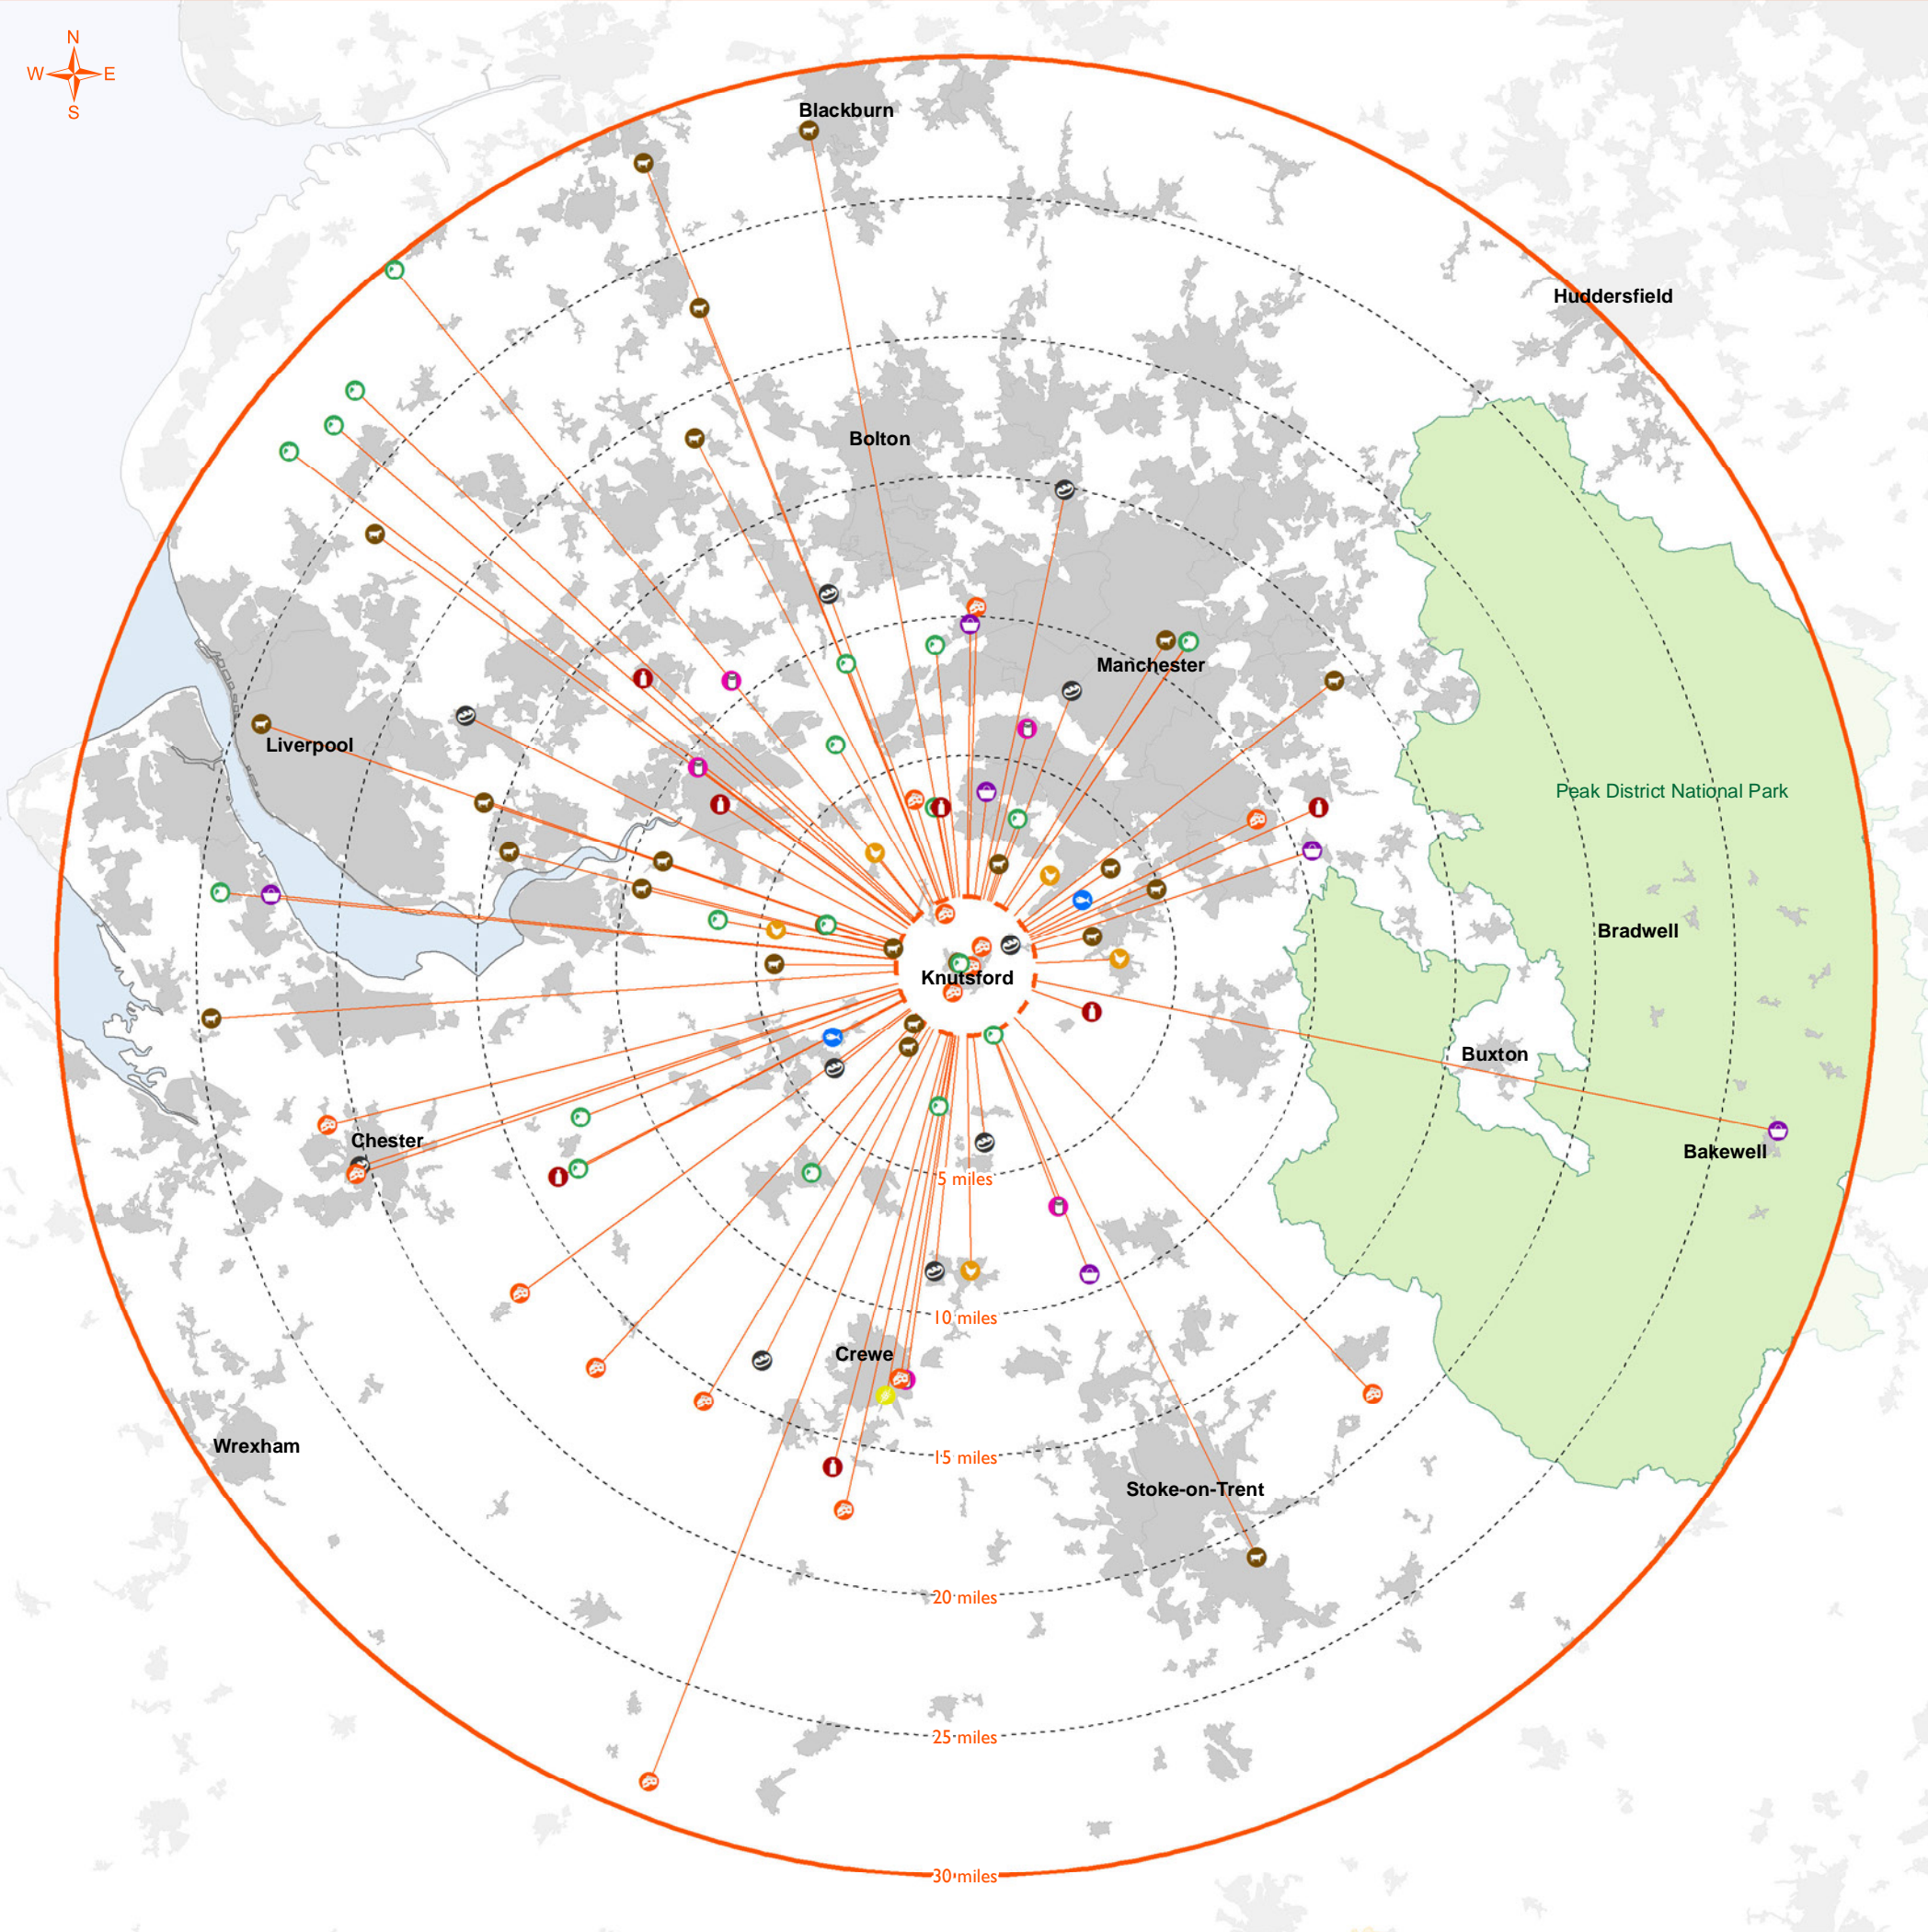 N
W E
S
Blackburn
Huddersfield
Bolton
Manchester
Liverpool
Peak District National Park
Bradwell
Knutsford
Buxton
Chester
Bakewell
5 miles
10 miles
Crewe
Wrexham
15 miles
Stoke-on-Trent
20 miles
25 miles
30 miles